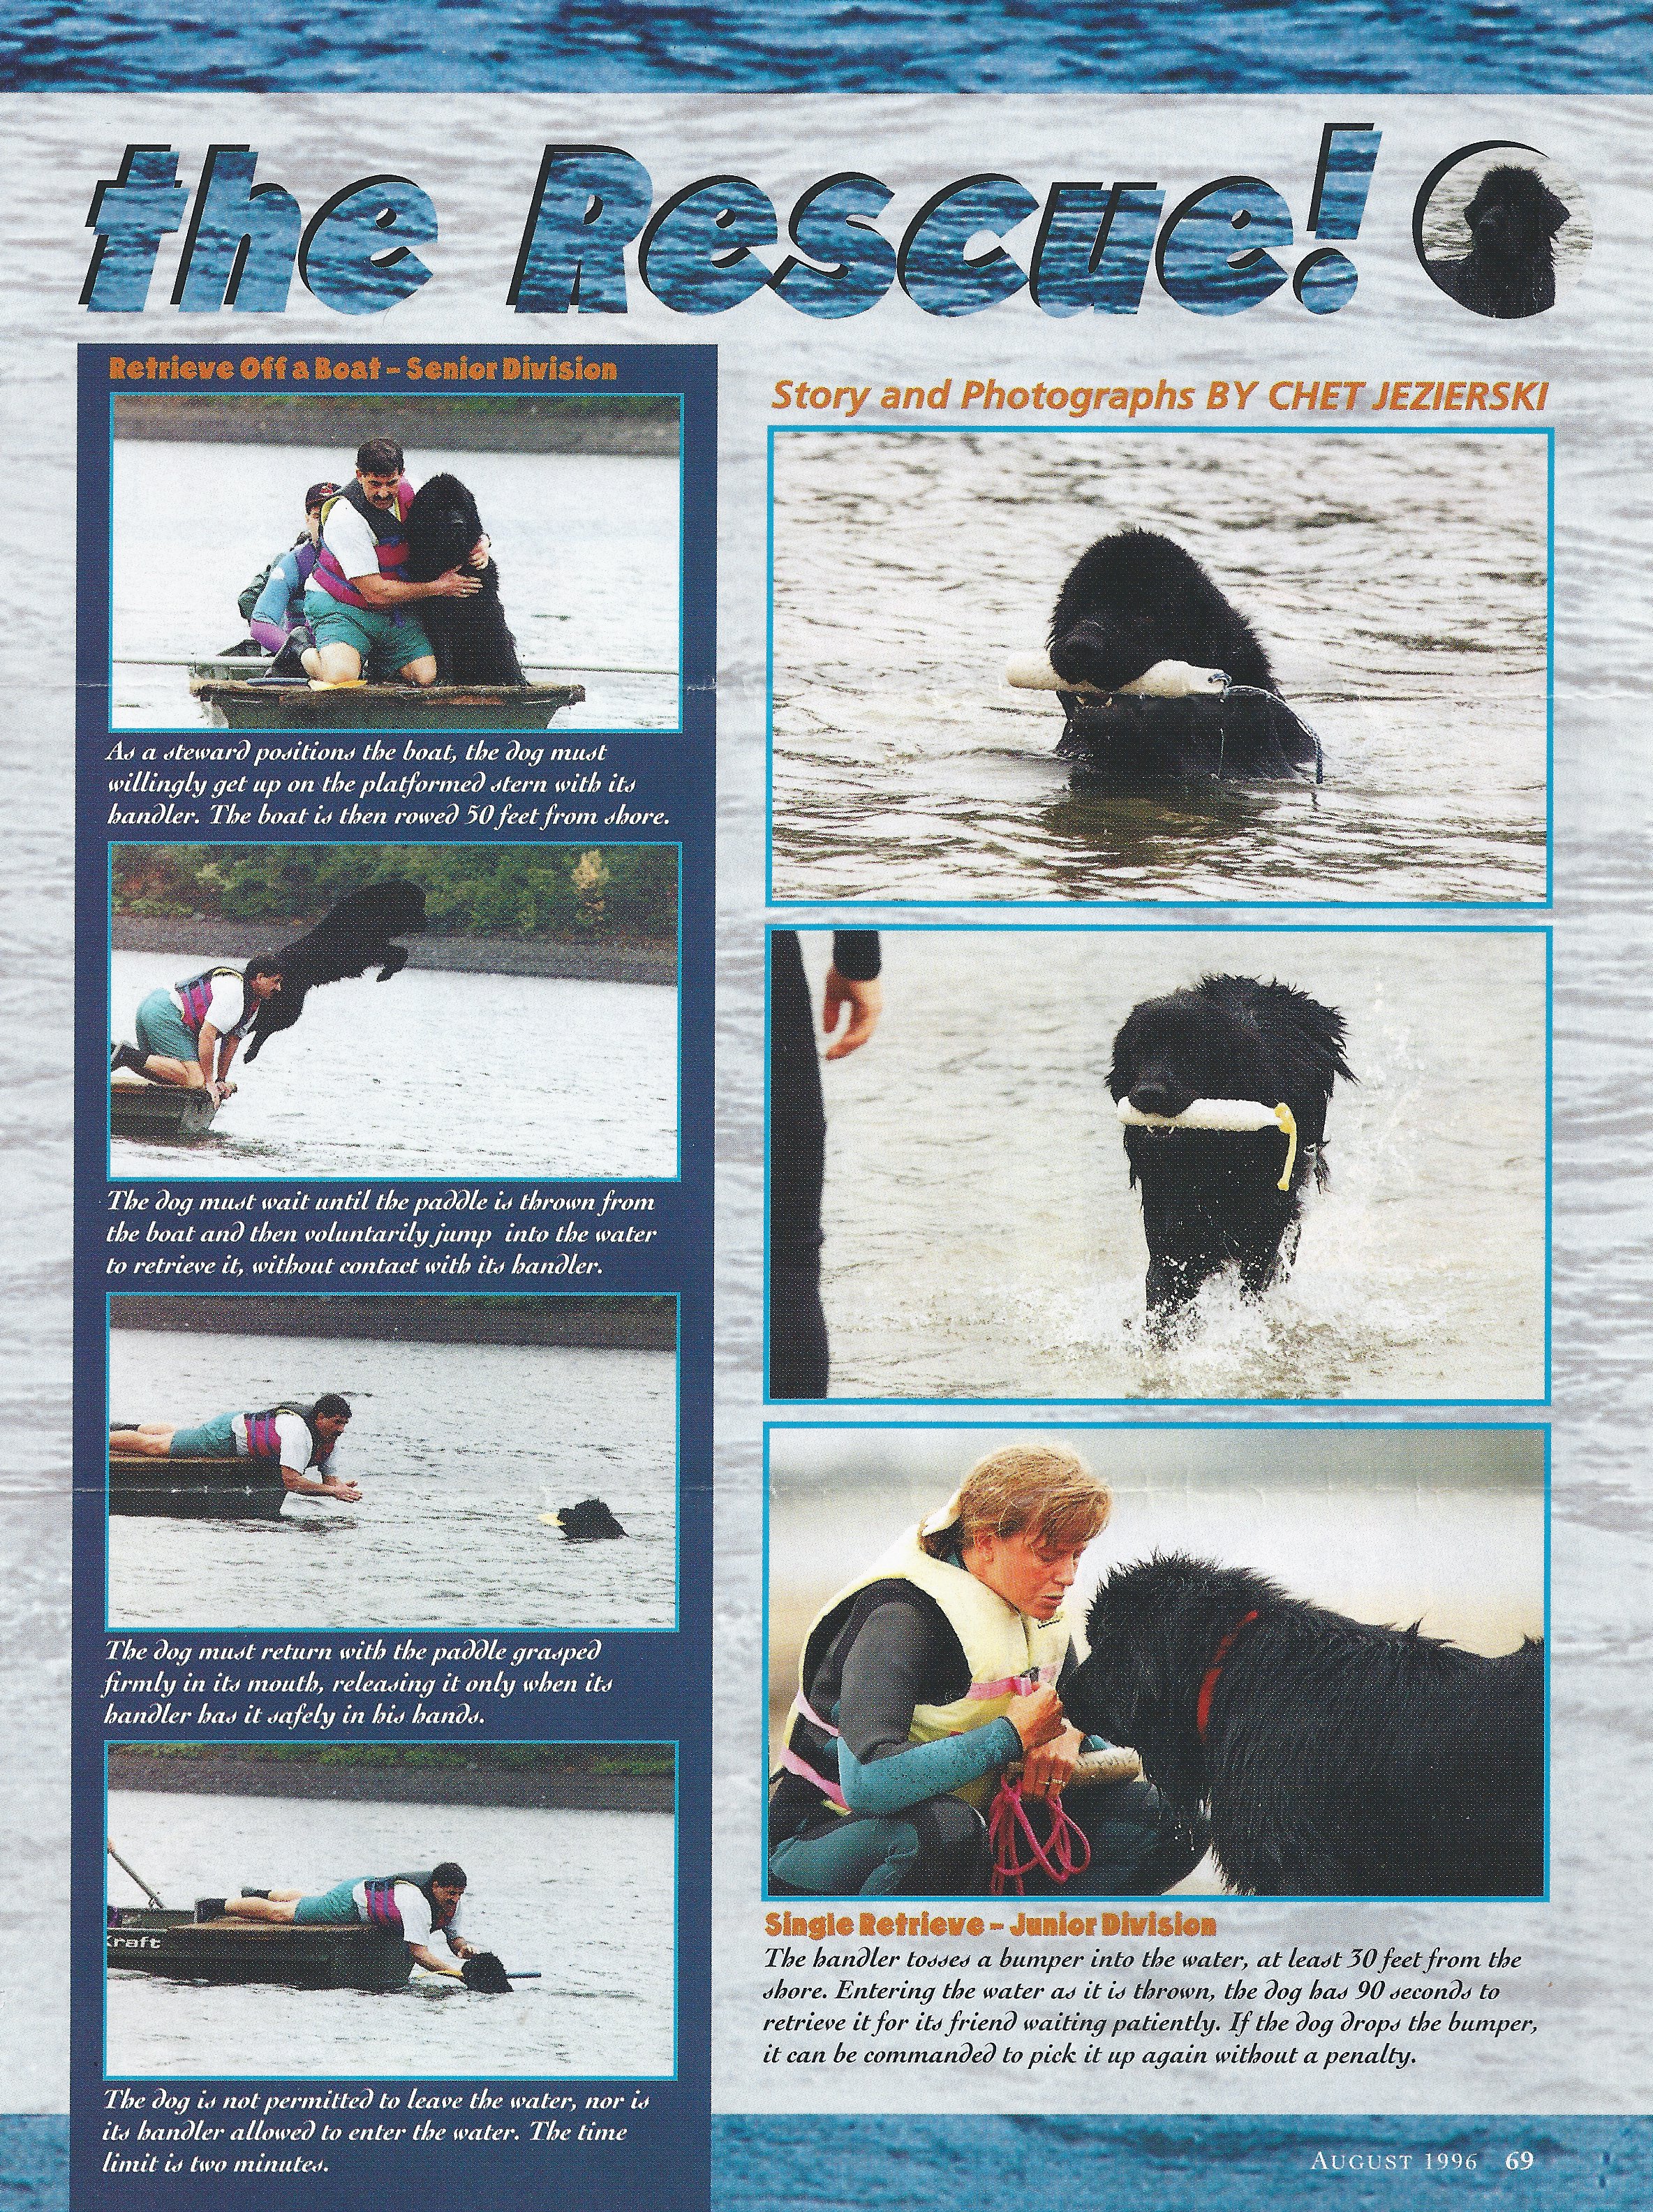 the Rescue!
Retrieve Off a Boat – Senior Division
As a steward positions the boat, the dog must
willingly get up on the platformed stern with its
handler. The boat is then rowed 50 feet from shore.
The dog must wait until the paddle is thrown from
the boat and then voluntarily jump into the water
to retrieve it, without contact with its handler.
The dog must return with the paddle grasped
firmly in its mouth, releasing it only when its
handler has it safely in his hands.
Kraft
The dog is not permitted to leave the water, nor is
its handler allowed to enter the water. The time
limit is two minutes.
Story and Photographs BY CHET JEZIERSKI
Single Retrieve – Junior Division
The handler tosses a bumper into the water, at least 30 feet from the
shore. Entering the water as it is thrown, the dog has 90 seconds to
retrieve it for its friend waiting patiently. If the dog drops the bumper,
it can be commanded to pick it up again without a penalty.
AUGUST 1996 69